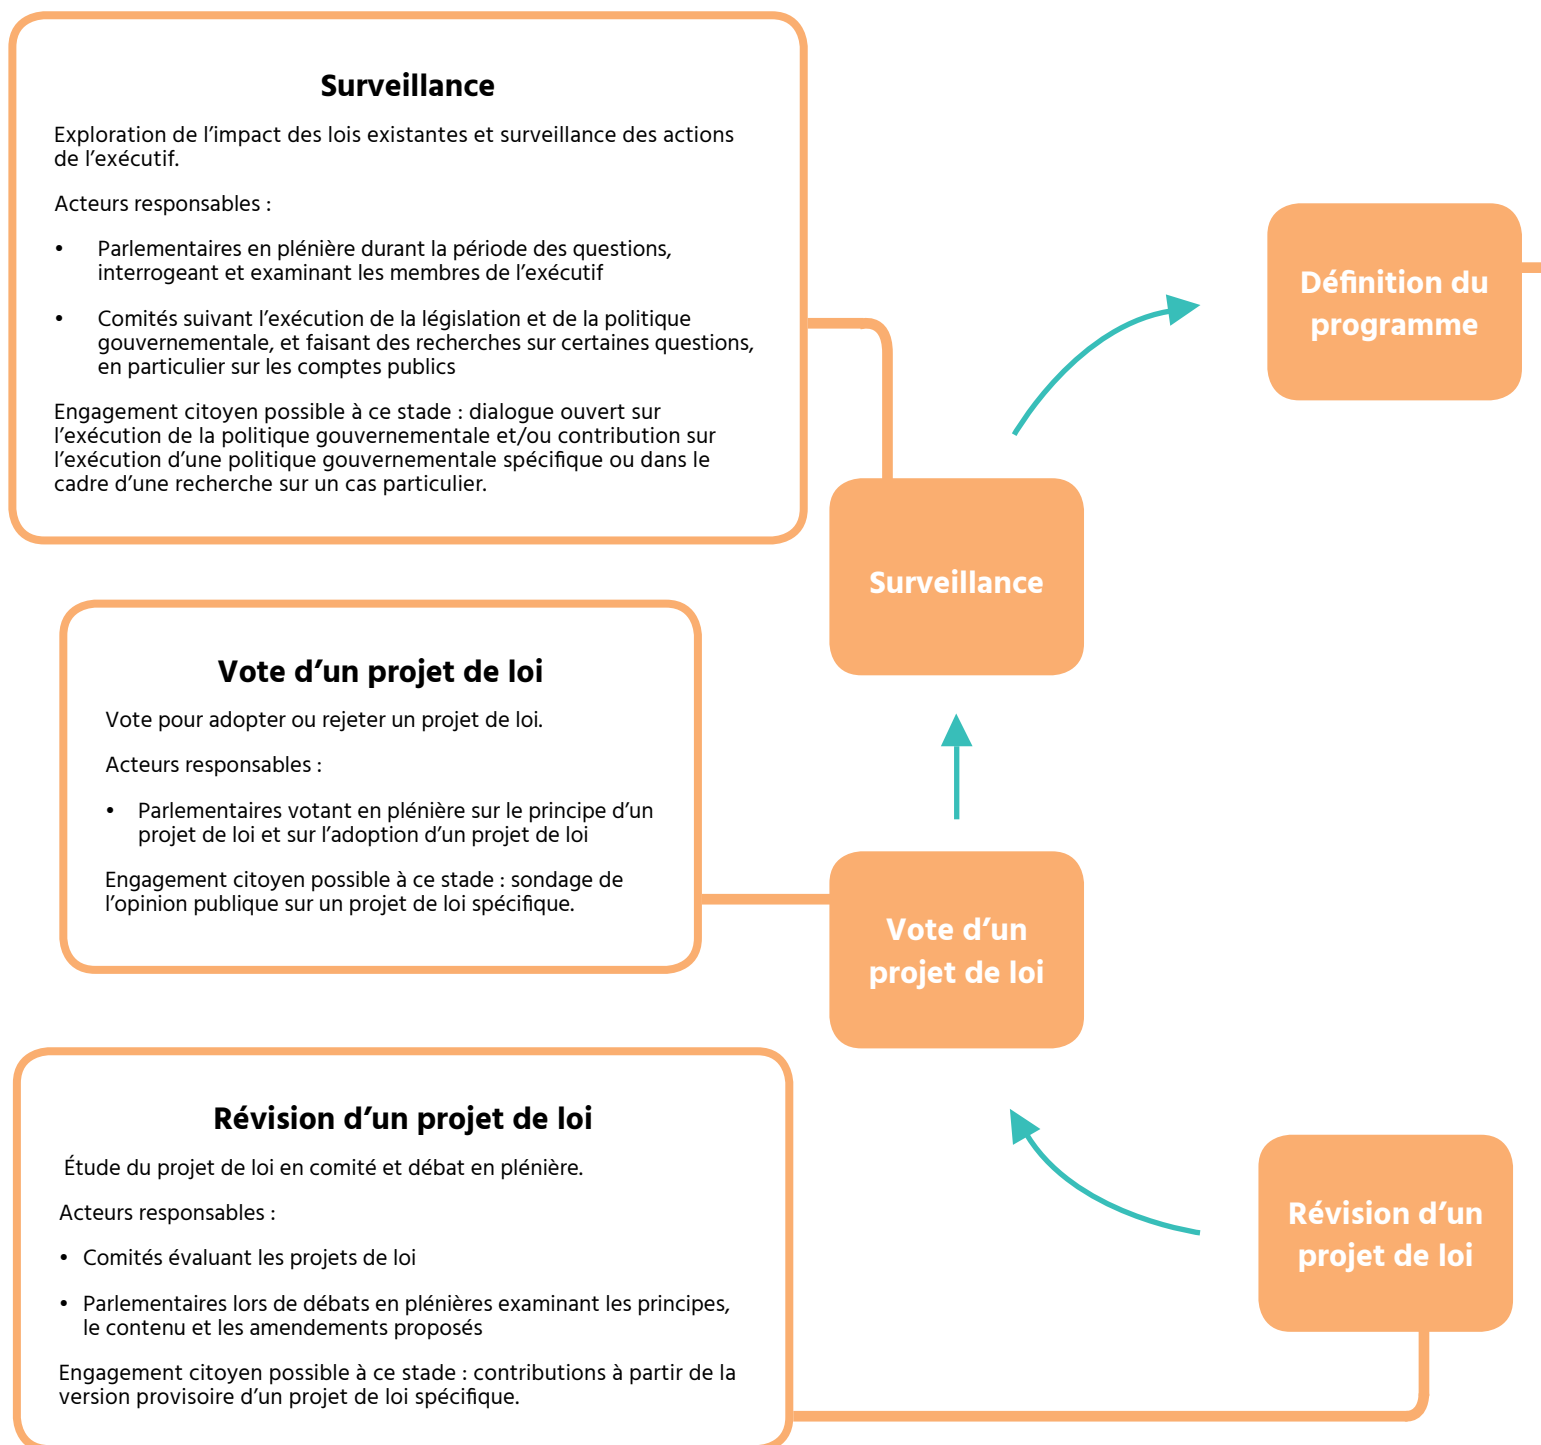 Surveillance
Exploration de l’impact des lois existantes et surveillance des actions
de l’exécutif.
Acteurs responsables :
• Parlementaires en plénière durant la période des questions,
interrogeant et examinant les membres de l’exécutif
• Comités suivant l’exécution de la législation et de la politique
gouvernementale, et faisant des recherches sur certaines questions,
en particulier sur les comptes publics
Engagement citoyen possible à ce stade : dialogue ouvert sur
l’exécution de la politique gouvernementale et/ou contribution sur
l’exécution d’une politique gouvernementale spécifique ou dans le
cadre d’une recherche sur un cas particulier.
Définition du
programme
Surveillance
Vote d’un projet de loi
Vote pour adopter ou rejeter un projet de loi.
Acteurs responsables :
• Parlementaires votant en plénière sur le principe d’un
projet de loi et sur l’adoption d’un projet de loi
Engagement citoyen possible à ce stade : sondage de
l’opinion publique sur un projet de loi spécifique.
Vote d’un
projet de loi
Révision d’un projet de loi
Étude du projet de loi en comité et débat en plénière.
Acteurs responsables :
• Comités évaluant les projets de loi
• Parlementaires lors de débats en plénières examinant les principes,
le contenu et les amendements proposés
Engagement citoyen possible à ce stade : contributions à partir de la
version provisoire d’un projet de loi spécifique.
Révision d’un
projet de loi